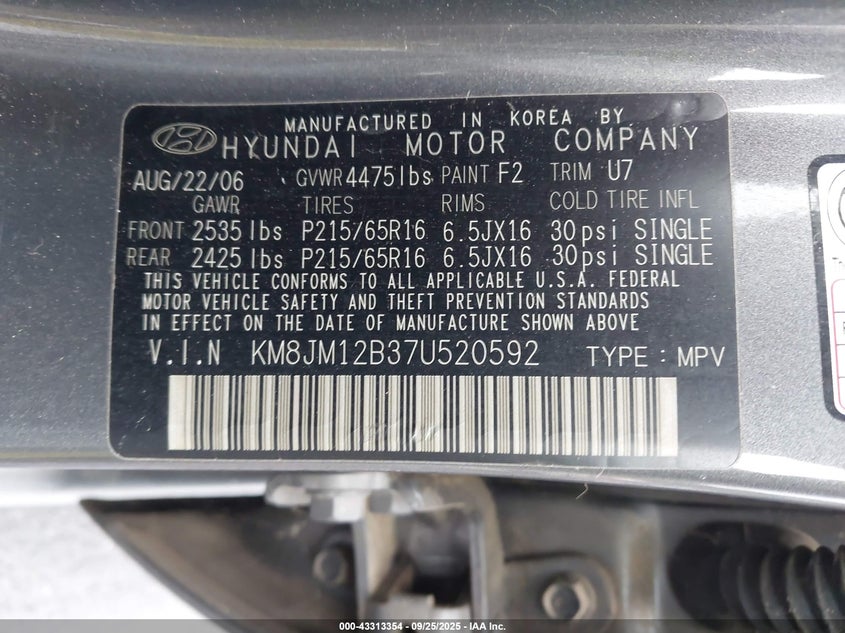 MANUFACTURED IN KOREA BY
HYUNDAI MOTOR COMPANY
AUG/22/06 GVWR 4475lbs PAINT F2 TRIM U7
GAWR TIRES RIMS COLD TIRE INFL
FRONT 2535 lbs P215/65R16 6.5JX16 30psi SINGLE
REAR 2425 lbs P215/65R16 6.5JX16 30psi SINGLE
THIS VEHICLE CONFORMS TO ALL APPLICABLE U.S.A. FEDERAL
MOTOR VEHICLE SAFETY AND THEFT PREVENTION STANDARDS
IN EFFECT ON THE DATE OF MANUFACTURE SHOWN ABOVE
V.I.N KM8JM12B37U520592 TYPE : MPV
000-43313354 - 09/25/2025 - © IAA Inc.